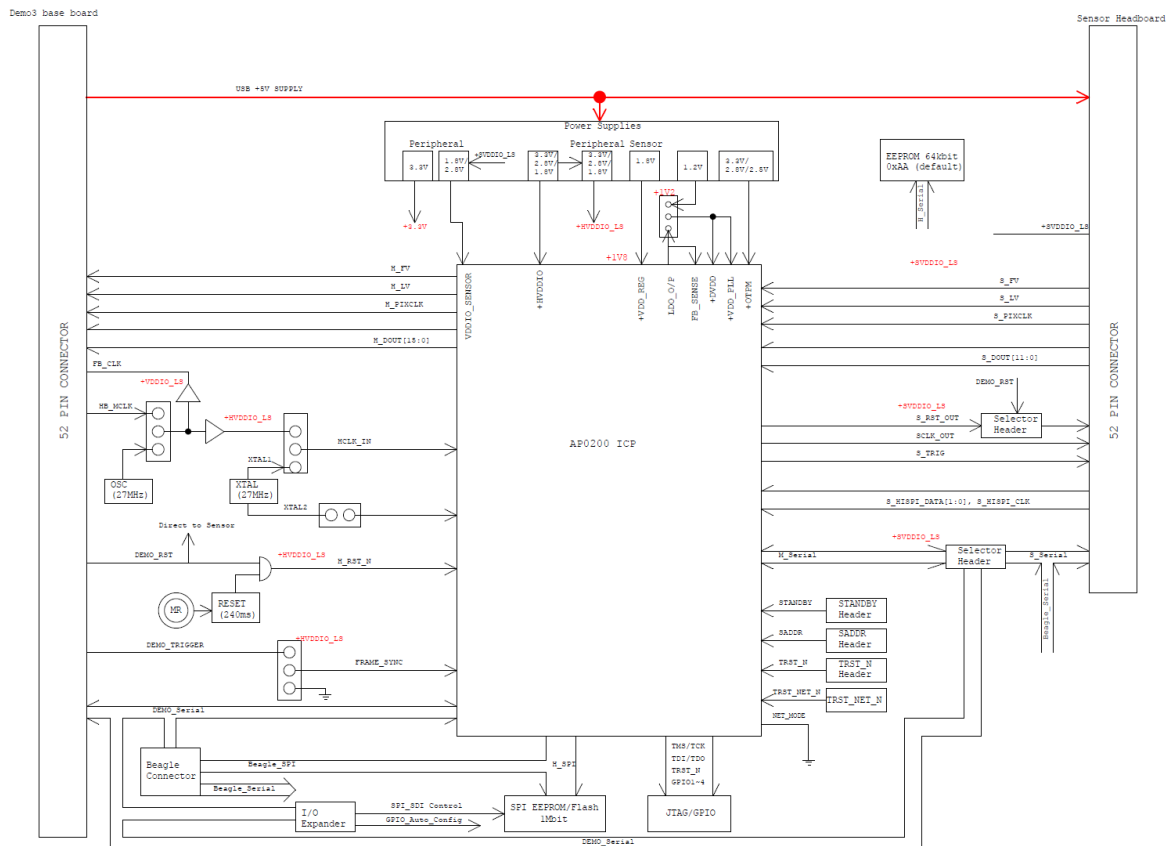 Demo3 base board
Sensor Headboard
USB +5V SUPPLY
Power Supplies
Peripheral
Peripheral Sensor
3.3V
1.8V/
2.8V
+SVDDIO_LS
3.3V/
2.8V/
1.8V
3.3V/
2.8V/
1.8V
1.8V
1.2V
3.3V/
2.8V/2.5V
EEPROM 64kbit
0xAA (default)
H_Serial
+3.3V
+HVDDIO_LS
+1V2
+SVDDIO_LS
+1V8
+SVDDIO_LS
VDDIO_SENSOR
+HVDDIO
+VDD_REG
LDO_O/P
FB_SENSE
+DVDD
+VDD_PLL
+OTPM
M_FV
M_LV
M_PIXCLK
M_DOUT[15:0]
S_FV
S_LV
S_PIXCLK
S_DOUT[11:0]
52 PIN CONNECTOR
52 PIN CONNECTOR
FB_CLK
+VDDIO_LS
HB_MCLK
+HVDDIO_LS
MCLK_IN
XTAL1
OSC
(27MHz)
XTAL
(27MHz)
XTAL2
AP0200 ICP
DEMO_RST
+SVDDIO_LS
S_RST_OUT
Selector
Header
SCLK_OUT
S_TRIG
S_HISPI_DATA[1:0], S_HISPI_CLK
Direct to Sensor
DEMO_RST
+HVDDIO_LS
M_RST_N
MR
RESET
(240ms)
+SVDDIO_LS
M_Serial
Selector
Header
S_Serial
Beagle_Serial
STANDBY
STANDBY
Header
SADDR
SADDR
Header
TRST_N
TRST_N
Header
TRST_NET_N
TRST_NET_N
NET_MODE
DEMO_TRIGGER
+HVDDIO_LS
FRAME_SYNC
DEMO_Serial
Beagle
Connector
Beagle_SPI
Beagle_Serial
H_SPI
TMS/TCK
TDI/TDO
TRST_N
GPIO1~4
I/O
Expander
SPI_SDI Control
GPIO_Auto_Config
SPI EEPROM/Flash
1Mbit
JTAG/GPIO
DEMO_Serial